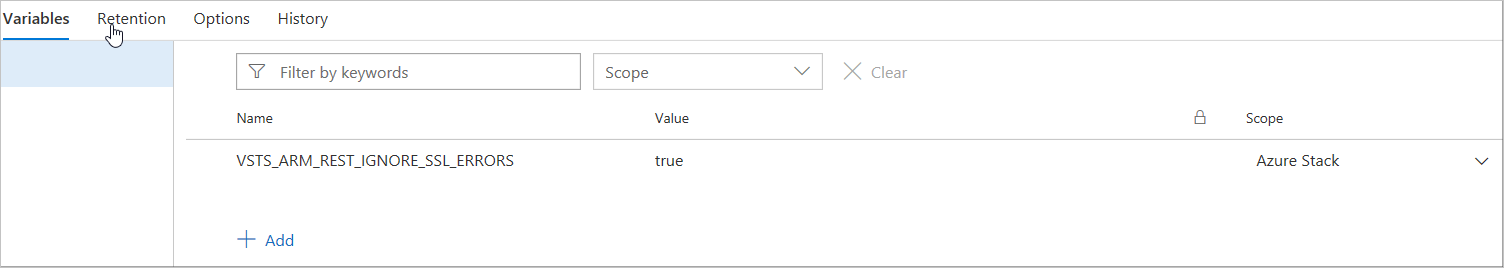 Variables Retention Options History
Filter by keywords Scope Clear
Name Value Scope
VSTS_ARM_REST_IGNORE_SSL_ERRORS true Azure Stack
Add